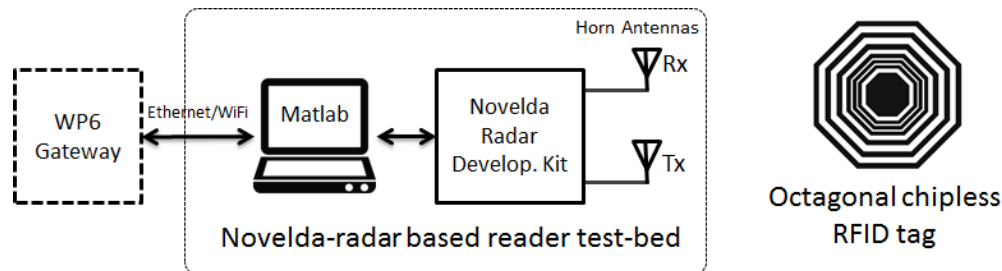 Horn Antennas
Rx
WP6
Gateway
Ethernet/WiFi
Matlab
Novelda
Radar
Develop. Kit
Tx
Novelda-radar based reader test-bed
Octagonal chipless
RFID tag